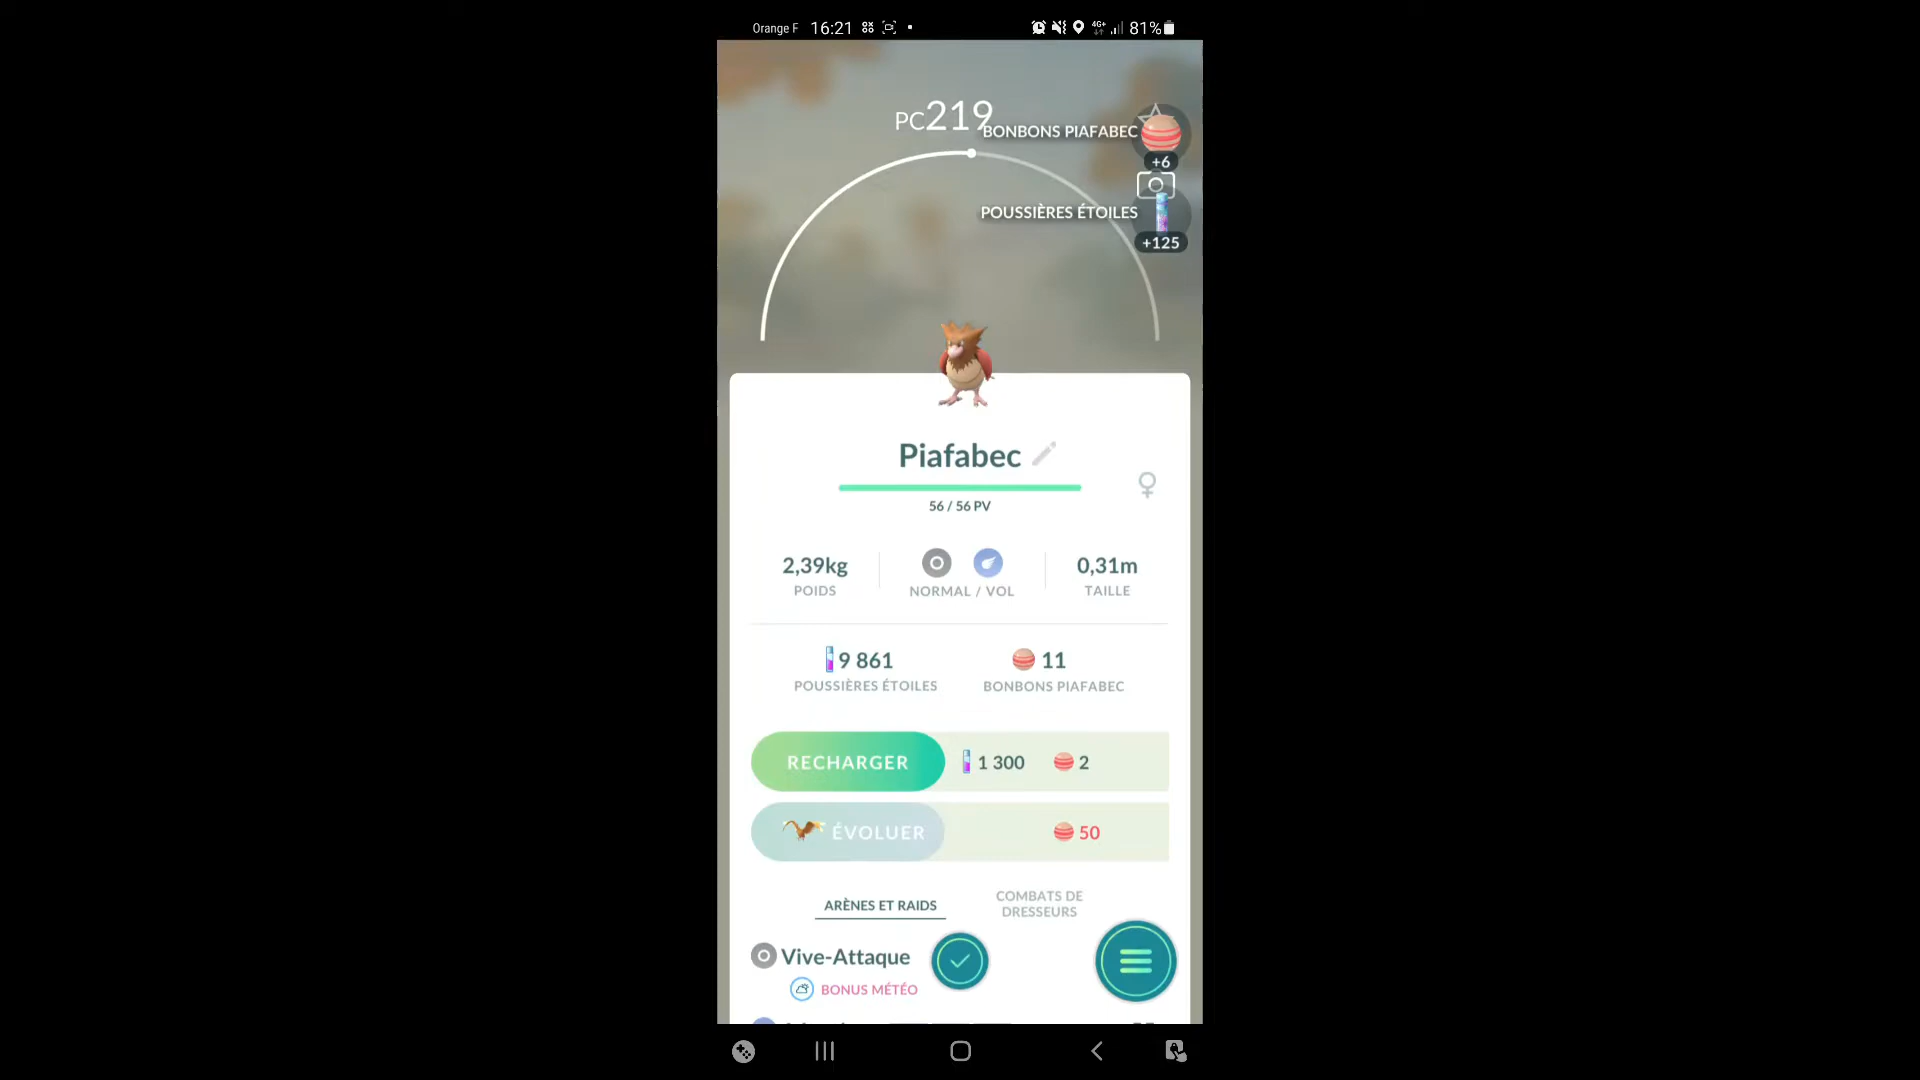 Orange F 16:21 4G+ 81%
PC219
BONBONS PIAFABEC
+6
POUSSIÈRES ÉTOILES
+125
Piafabec
56 / 56 PV
2,39kg
POIDS
NORMAL / VOL
0,31m
TAILLE
9 861
POUSSIÈRES ÉTOILES
11
BONBONS PIAFABEC
RECHARGER 1 300 2
ÉVOLUER 50
ARÈNES ET RAIDS
COMBATS DE
DRESSEURS
Vive-Attaque
BONUS MÉTÉO